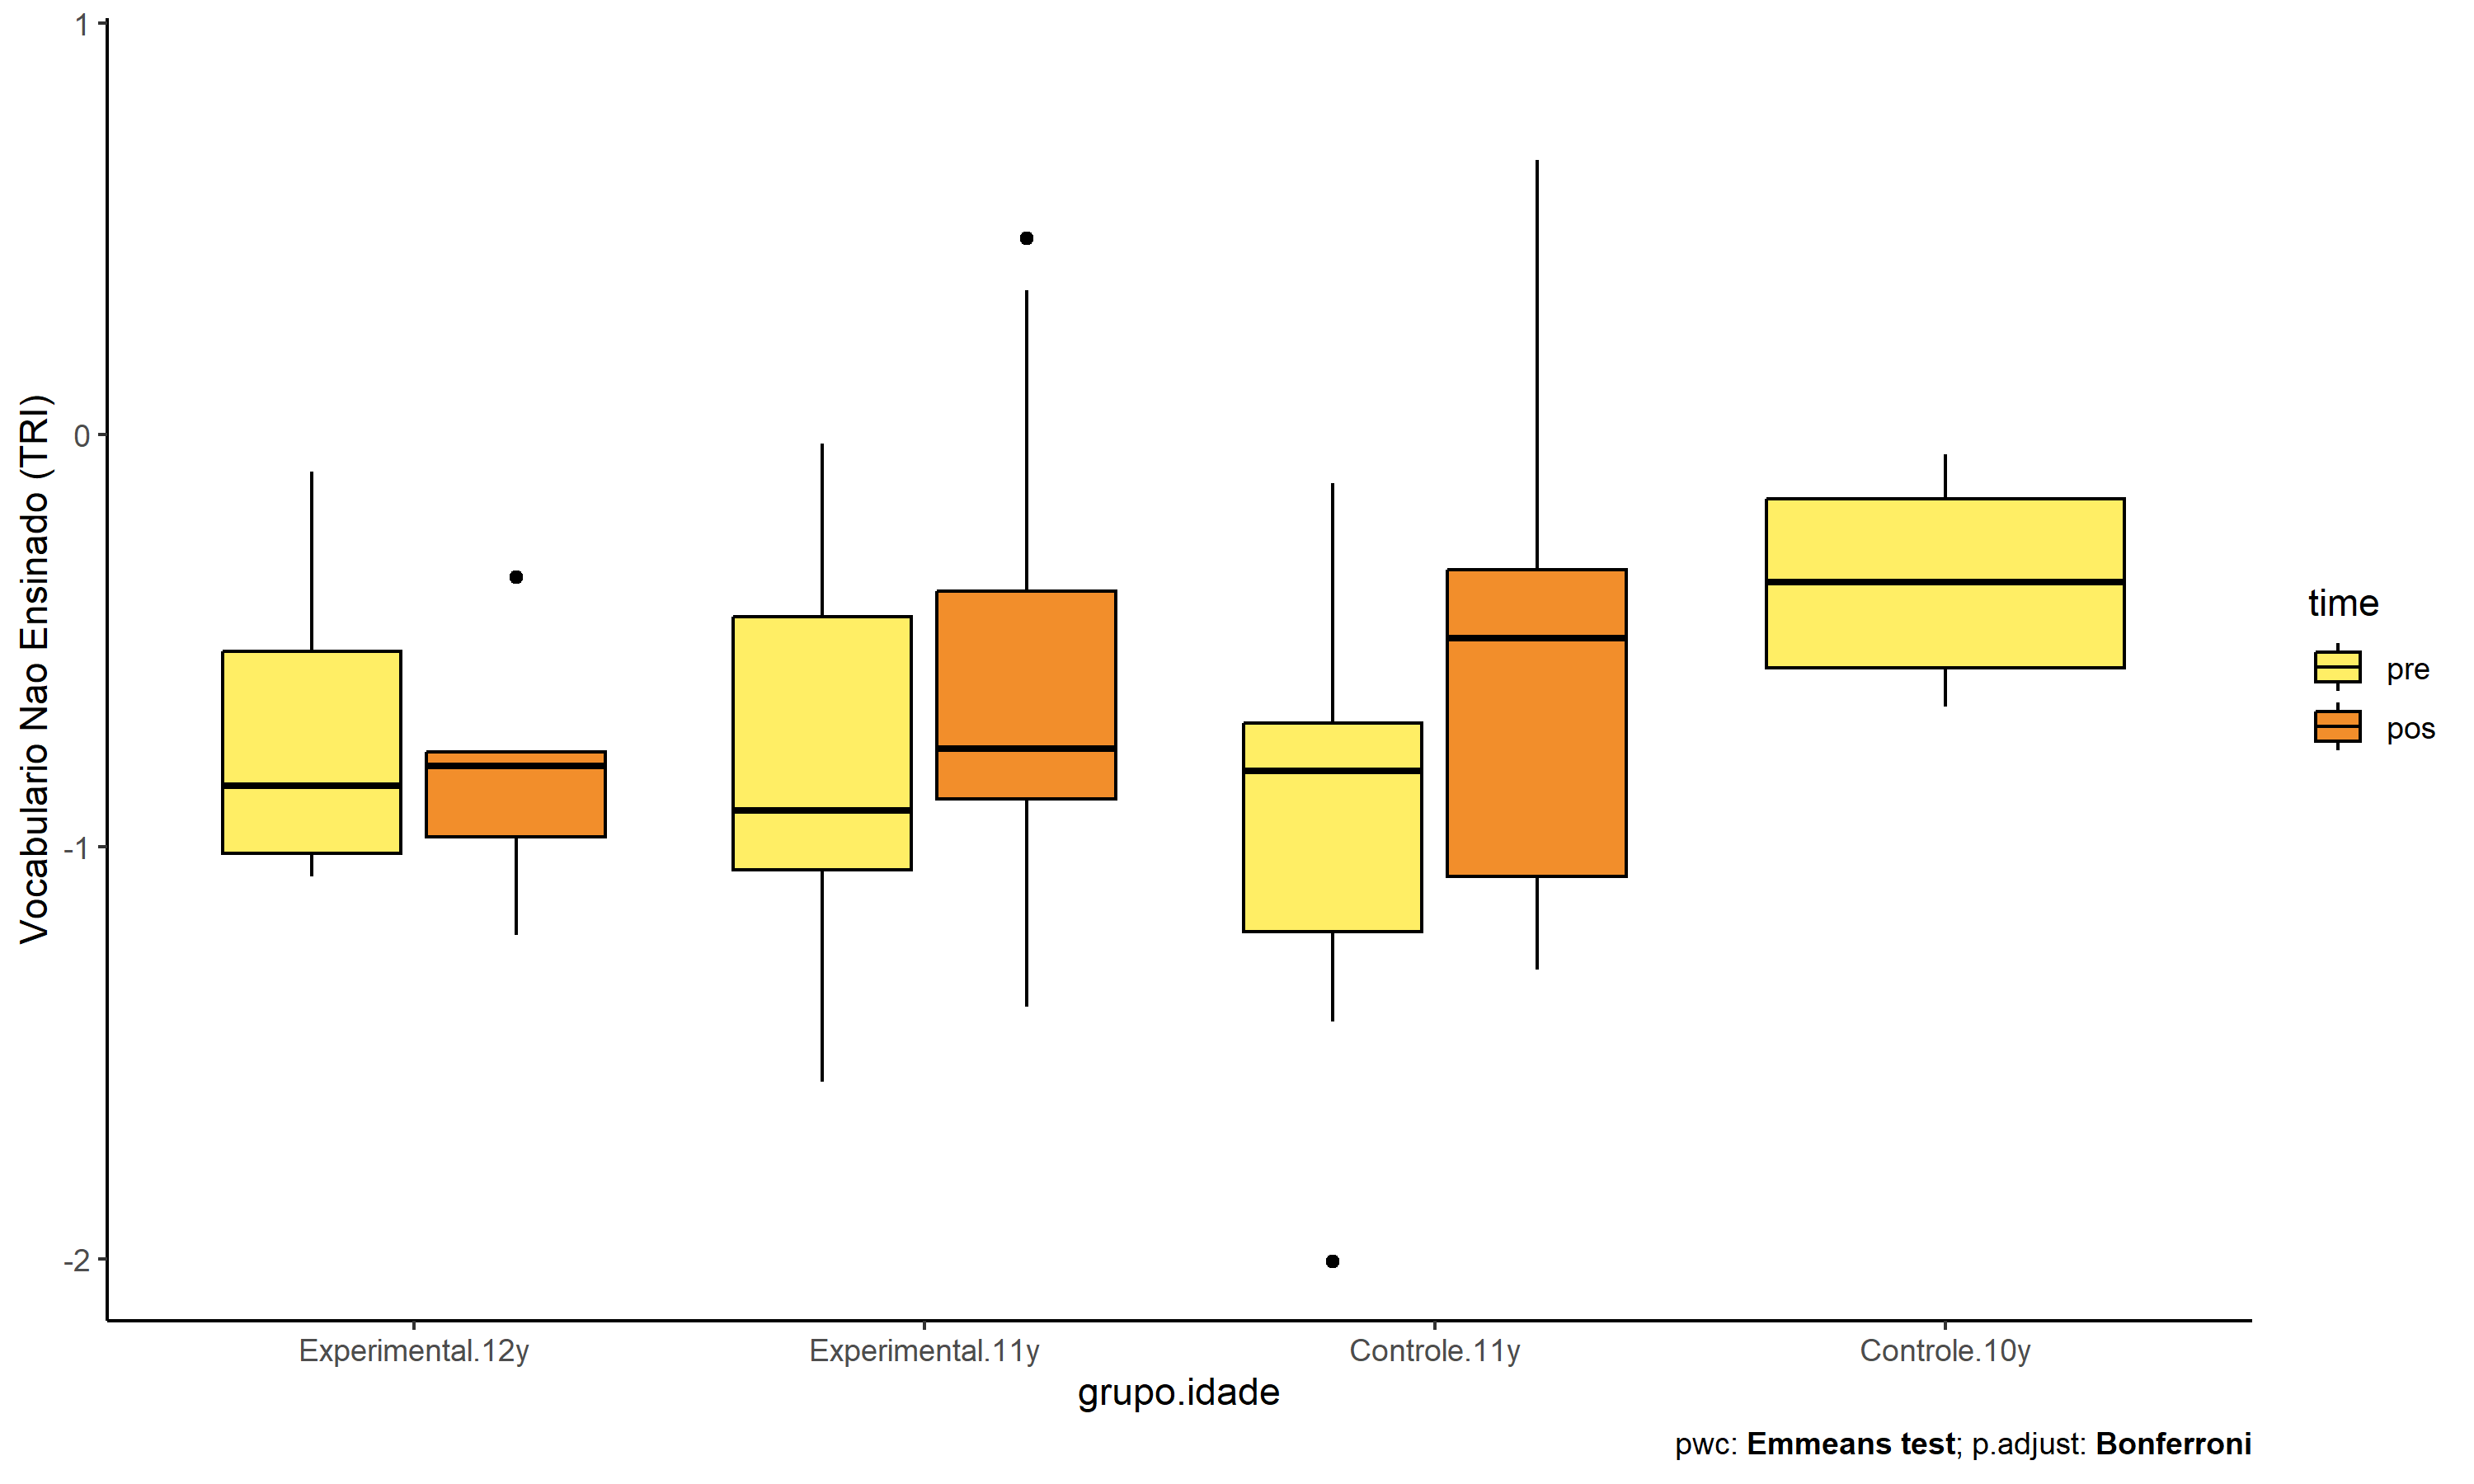 Vocabulario Nao Ensinado (TRI)
1
0
-1
-2
Experimental.12y
Experimental.11y
Controle.11y
Controle.10y
grupo.idade
time
pre
pos
pwc: Emmeans test; p.adjust: Bonferroni